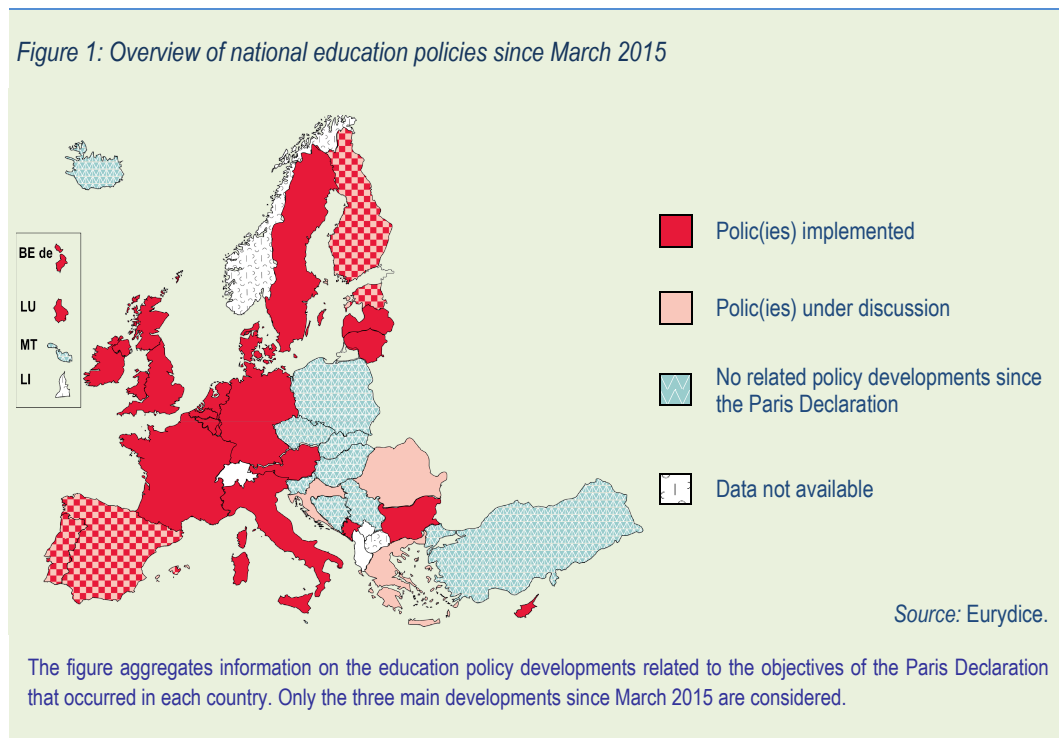 Figure 1: Overview of national education policies since March 2015
BE de
LU
MT
LI
Polic(ies) implemented
Polic(ies) under discussion
No related policy developments since
the Paris Declaration
Data not available
Source: Eurydice.
The figure aggregates information on the education policy developments related to the objectives of the Paris Declaration
that occurred in each country. Only the three main developments since March 2015 are considered.